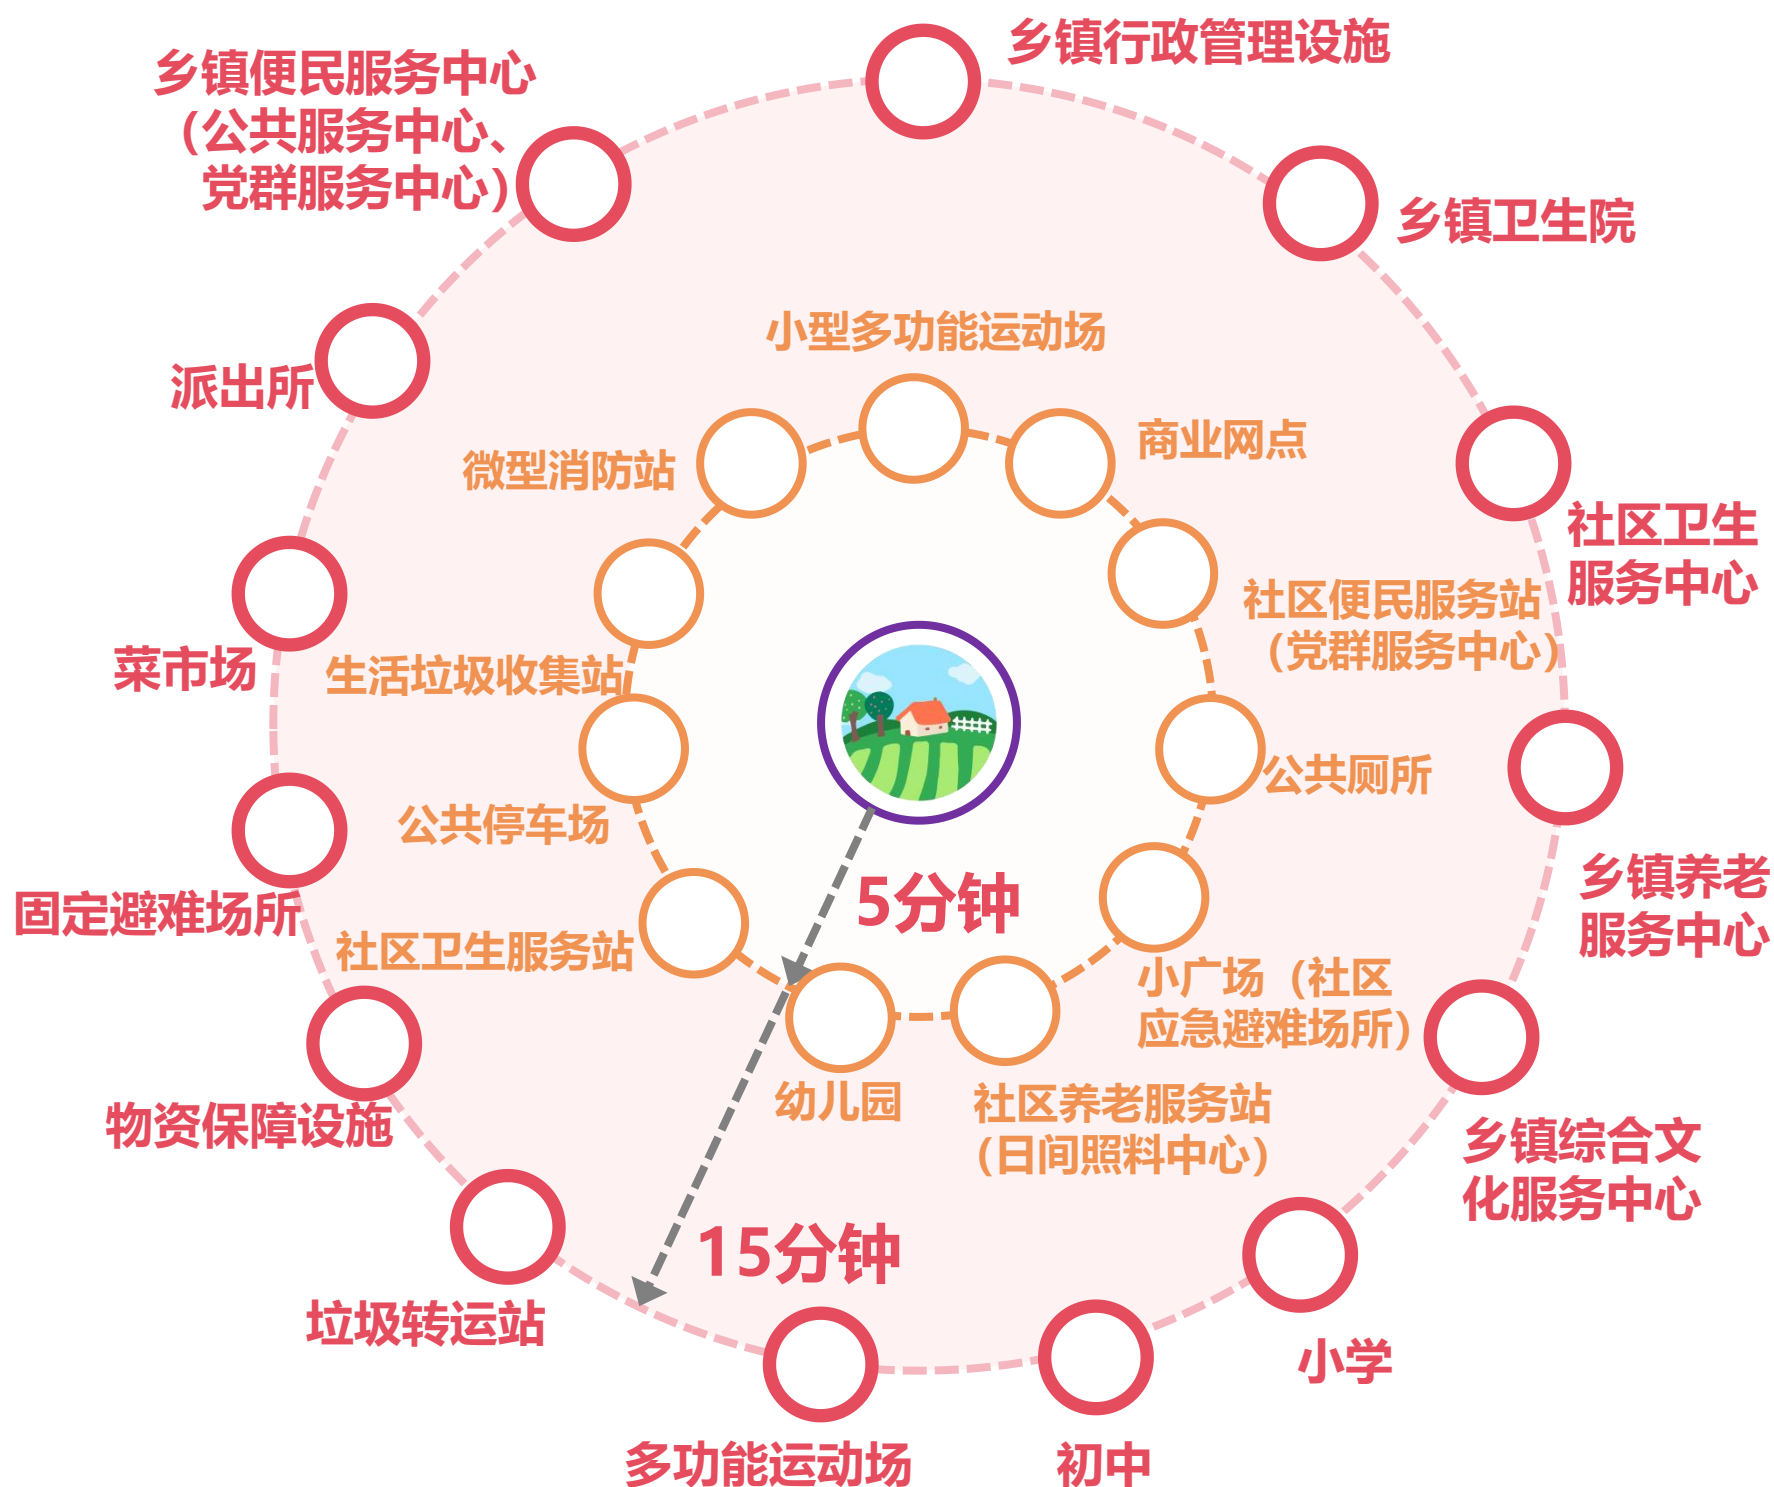 乡镇行政管理设施
乡镇便民服务中心
（公共服务中心、
党群服务中心）
乡镇卫生院
派出所
社区卫生
服务中心
菜市场
乡镇养老
服务中心
固定避难场所
乡镇综合文
化服务中心
物资保障设施
小学
垃圾转运站
初中
多功能运动场
小型多功能运动场
商业网点
微型消防站
社区便民服务站
（党群服务中心）
生活垃圾收集站
公共厕所
公共停车场
小广场（社区
应急避难场所）
社区卫生服务站
社区养老服务站
（日间照料中心）
幼儿园
5分钟
15分钟